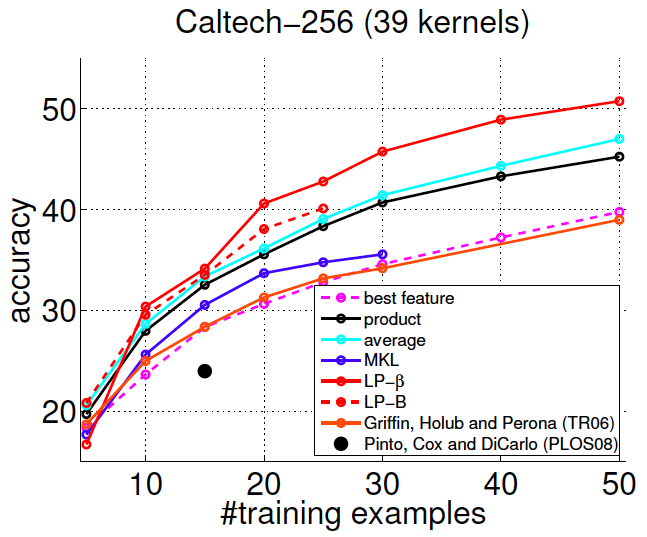 Caltech−256 (39 kernels)
50
40
30
20
accuracy
best feature
product
average
MKL
LP−β
LP−B
Griffin, Holub and Perona (TR06)
Pinto, Cox and DiCarlo (PLOS08)
10 20 30 40 50
#training examples